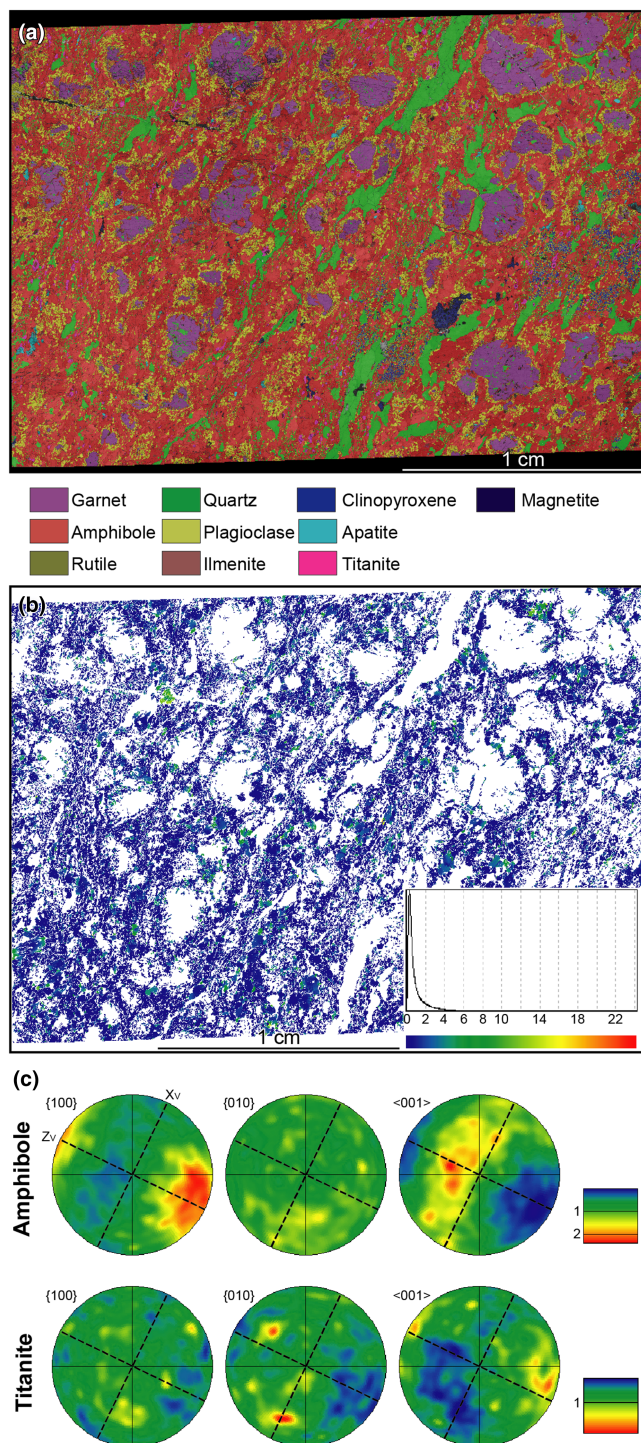 (a)
1 cm
Garnet Quartz Clinopyroxene Magnetite
Amphibole Plagioclase Apatite
Rutile Ilmenite Titanite
(b)
1 cm
0 2 4 6 8 10 14 18 22
(c)
{100} Xv {010} <001>
Zv
Amphibole
1
2
{100} {010} <001>
Titanite
1